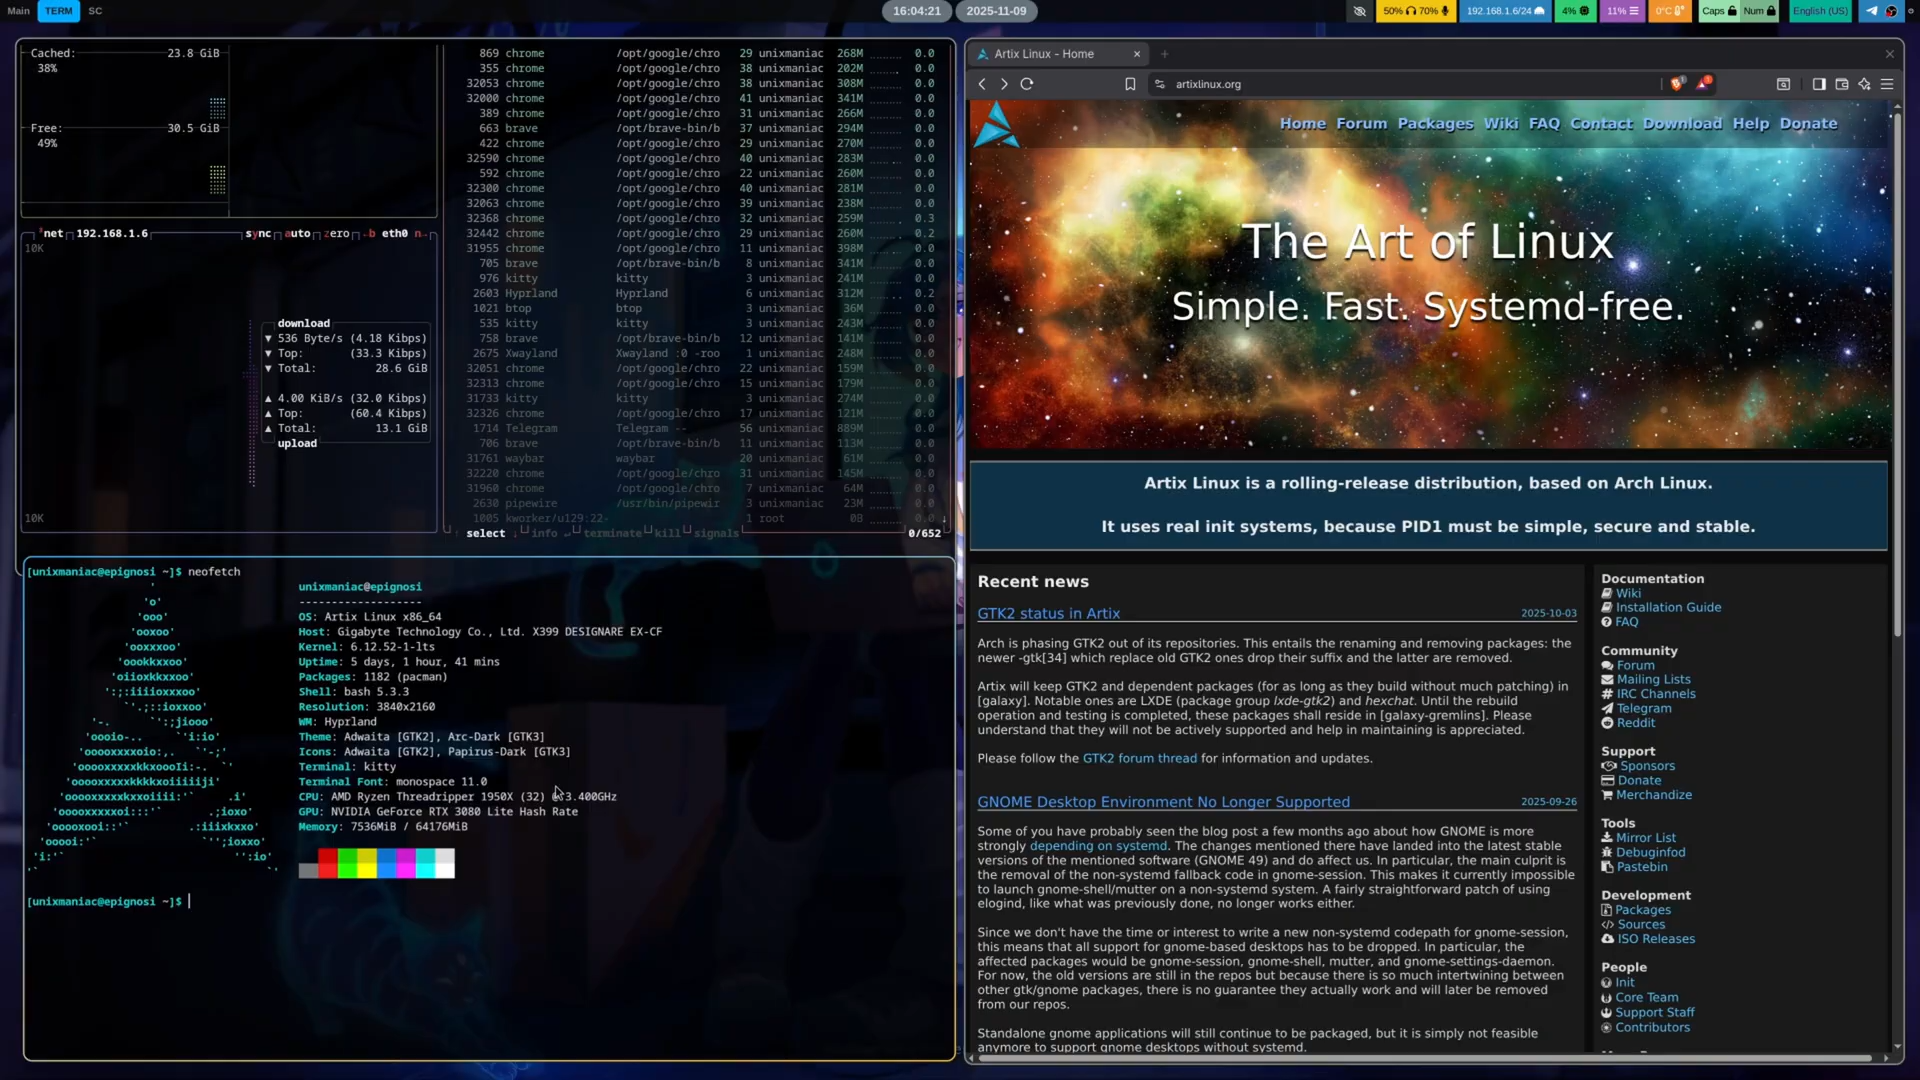 Main TERM SC
16:04:21 2025-11-09
50% 70% 192.168.1.6/24 4% 11% 0°C Caps Num English (US)
Cached: 23.8 GiB
38%
Free: 30.5 GiB
49%
³net 192.168.1.6 sync auto zero b eth0 n
10K
download
▼ 536 Byte/s (4.18 Kibps)
▼ Top: (33.3 Kibps)
▼ Total: 28.6 GiB
▲ 4.00 KiB/s (32.0 Kibps)
▲ Top: (60.4 Kibps)
▲ Total: 13.1 GiB
upload
10K
869 chrome /opt/google/chro 29 unixmaniac 268M 0.0
355 chrome /opt/google/chro 38 unixmaniac 202M 0.0
32053 chrome /opt/google/chro 38 unixmaniac 308M 0.0
32000 chrome /opt/google/chro 41 unixmaniac 341M 0.0
389 chrome /opt/google/chro 31 unixmaniac 266M 0.0
663 brave /opt/brave-bin/b 37 unixmaniac 294M 0.0
422 chrome /opt/google/chro 29 unixmaniac 270M 0.0
32590 chrome /opt/google/chro 40 unixmaniac 283M 0.0
592 chrome /opt/google/chro 22 unixmaniac 260M 0.0
32300 chrome /opt/google/chro 40 unixmaniac 281M 0.0
32063 chrome /opt/google/chro 39 unixmaniac 238M 0.0
32368 chrome /opt/google/chro 32 unixmaniac 259M 0.3
32442 chrome /opt/google/chro 29 unixmaniac 260M 0.2
31955 chrome /opt/google/chro 11 unixmaniac 398M 0.0
705 brave /opt/brave-bin/b 8 unixmaniac 341M 0.0
976 kitty kitty 3 unixmaniac 241M 0.0
2603 Hyprland Hyprland 6 unixmaniac 312M 0.2
1021 btop btop 3 unixmaniac 36M 0.0
535 kitty kitty 3 unixmaniac 243M 0.0
758 brave /opt/brave-bin/b 12 unixmaniac 141M 0.0
2675 Xwayland Xwayland :0 -roo 1 unixmaniac 248M 0.0
32051 chrome /opt/google/chro 22 unixmaniac 159M 0.0
32313 chrome /opt/google/chro 15 unixmaniac 179M 0.0
31733 kitty kitty 3 unixmaniac 274M 0.0
32326 chrome /opt/google/chro 17 unixmaniac 121M 0.0
1714 Telegram Telegram -- 56 unixmaniac 889M 0.0
706 brave /opt/brave-bin/b 11 unixmaniac 113M 0.0
31761 waybar waybar 20 unixmaniac 61M 0.0
32220 chrome /opt/google/chro 31 unixmaniac 145M 0.0
31960 chrome /opt/google/chro 7 unixmaniac 64M 0.0
2630 pipewire /usr/bin/pipewir 3 unixmaniac 23M 0.0
1005 kworker/u129:22- 1 root 0B 0.0
↑ select ↓ info ↵ terminate kill signals 0/652
[unixmaniac@epignosi ~]$ neofetch
unixmaniac@epignosi
-------------------
OS: Artix Linux x86_64
Host: Gigabyte Technology Co., Ltd. X399 DESIGNARE EX-CF
Kernel: 6.12.52-1-lts
Uptime: 5 days, 1 hour, 41 mins
Packages: 1182 (pacman)
Shell: bash 5.3.3
Resolution: 3840x2160
WM: Hyprland
Theme: Adwaita [GTK2], Arc-Dark [GTK3]
Icons: Adwaita [GTK2], Papirus-Dark [GTK3]
Terminal: kitty
Terminal Font: monospace 11.0
CPU: AMD Ryzen Threadripper 1950X (32) @ 3.400GHz
GPU: NVIDIA GeForce RTX 3080 Lite Hash Rate
Memory: 7536MiB / 64176MiB
[unixmaniac@epignosi ~]$
Artix Linux - Home
artixlinux.org
Home Forum Packages Wiki FAQ Contact Download Help Donate
The Art of Linux
Simple. Fast. Systemd-free.
Artix Linux is a rolling-release distribution, based on Arch Linux.
It uses real init systems, because PID1 must be simple, secure and stable.
Recent news
GTK2 status in Artix 2025-10-03
Arch is phasing GTK2 out of its repositories. This entails the renaming and removing packages: the
newer -gtk[34] which replace old GTK2 ones drop their suffix and the latter are removed.
Artix will keep GTK2 and dependent packages (for as long as they build without much patching) in
[galaxy]. Notable ones are LXDE (package group lxde-gtk2) and hexchat. Until the rebuild
operation and testing is completed, these packages shall reside in [galaxy-gremlins]. Please
understand that they will not be actively supported and help in maintaining is appreciated.
Please follow the GTK2 forum thread for information and updates.
GNOME Desktop Environment No Longer Supported 2025-09-26
Some of you have probably seen the blog post a few months ago about how GNOME is more
strongly depending on systemd. The changes mentioned there have landed into the latest stable
versions of the mentioned software (GNOME 49) and do affect us. In particular, the main culprit is
the removal of the non-systemd fallback code in gnome-session. This makes it currently impossible
to launch gnome-shell/mutter on a non-systemd system. A fairly straightforward patch of using
elogind, like what was previously done, no longer works either.
Since we don't have the time or interest to write a new non-systemd codepath for gnome-session,
this means that all support for gnome-based desktops has to be dropped. In particular, the
affected packages would be gnome-session, gnome-shell, mutter, and gnome-settings-daemon.
For now, the old versions are still in the repos but because there is so much intertwining between
other gtk/gnome packages, there is no guarantee they actually work and will later be removed
from our repos.
Standalone gnome applications will still continue to be packaged, but it is simply not feasible
anymore to support gnome desktops without systemd.
Documentation
Wiki
Installation Guide
FAQ
Community
Forum
Mailing Lists
IRC Channels
Telegram
Reddit
Support
Sponsors
Donate
Merchandize
Tools
Mirror List
Debuginfod
Pastebin
Development
Packages
Sources
ISO Releases
People
Init
Core Team
Support Staff
Contributors